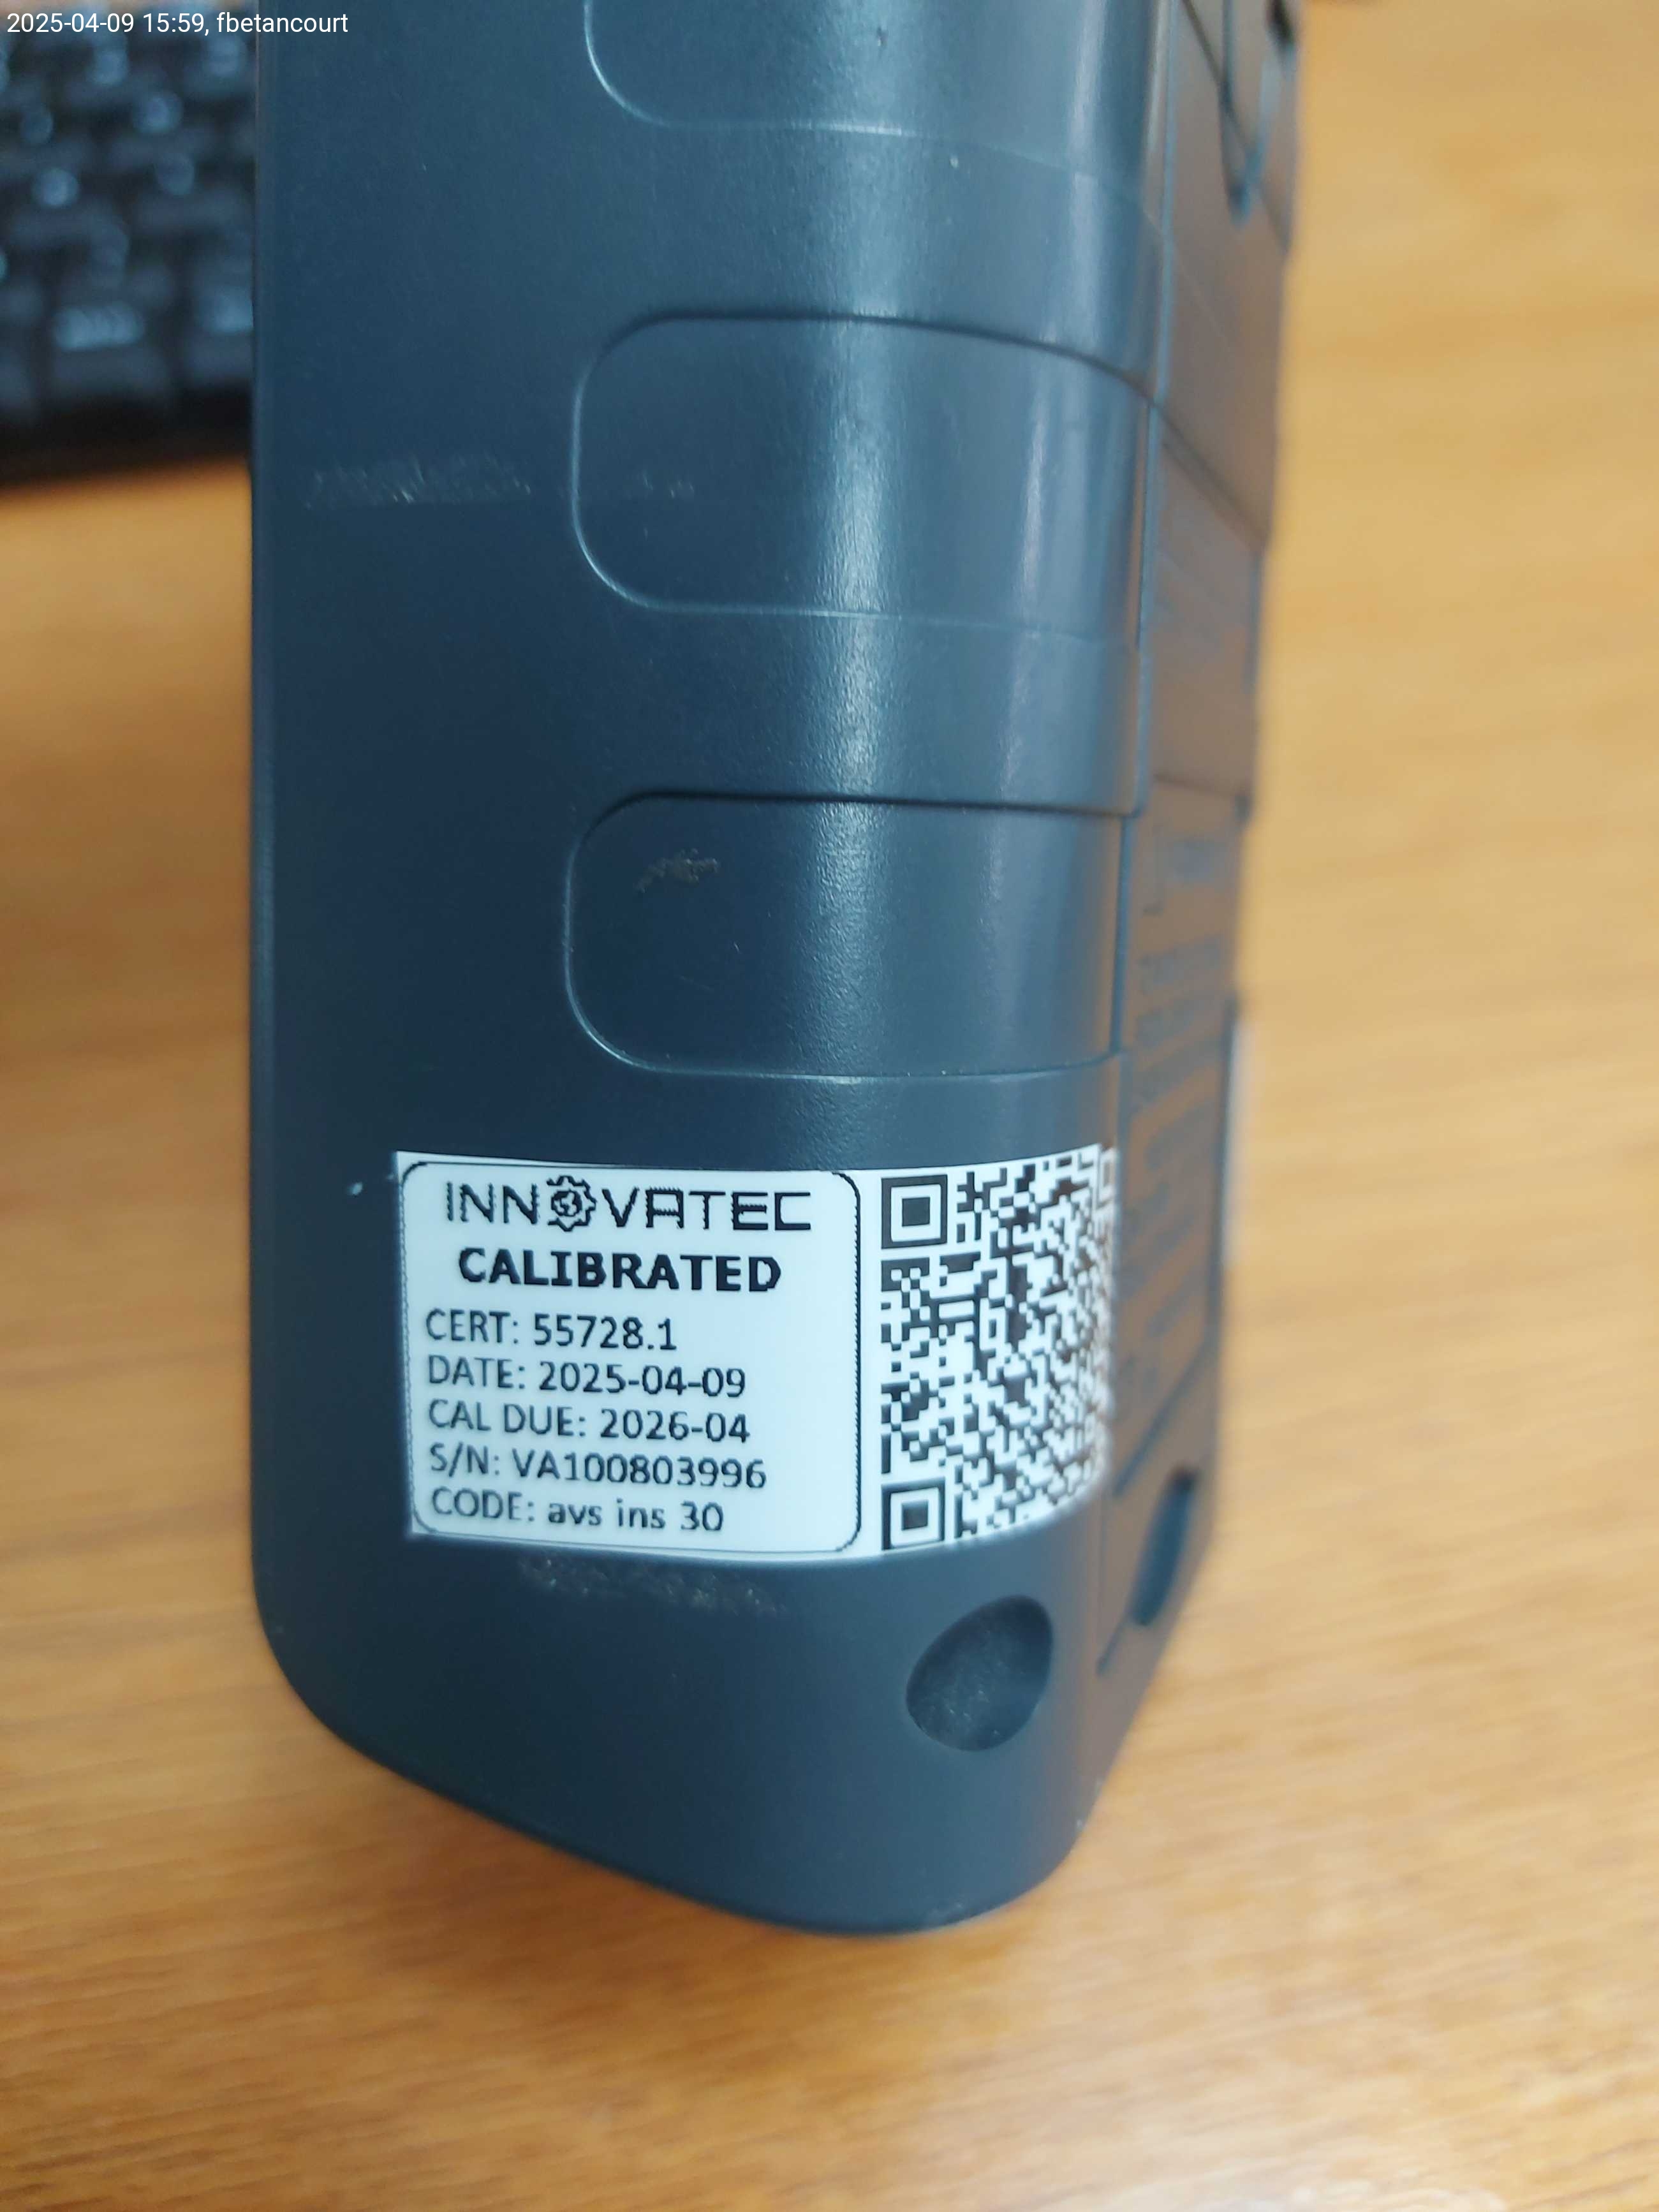 2025-04-09 15:59, fbetancourt
INNOVATEC
CALIBRATED
CERT: 55728.1
DATE: 2025-04-09
CAL DUE: 2026-04
S/N: VA100803996
CODE: avs ins 30